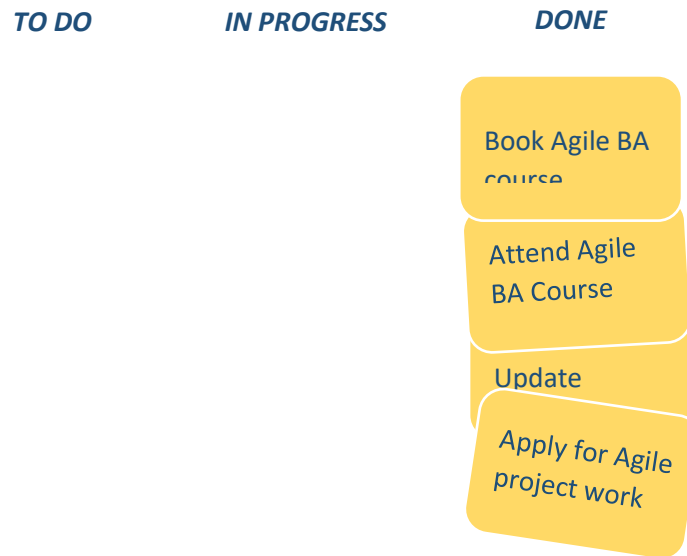 TO DO IN PROGRESS DONE
Book Agile BA
course
Attend Agile
BA Course
Update
Apply for Agile
project work